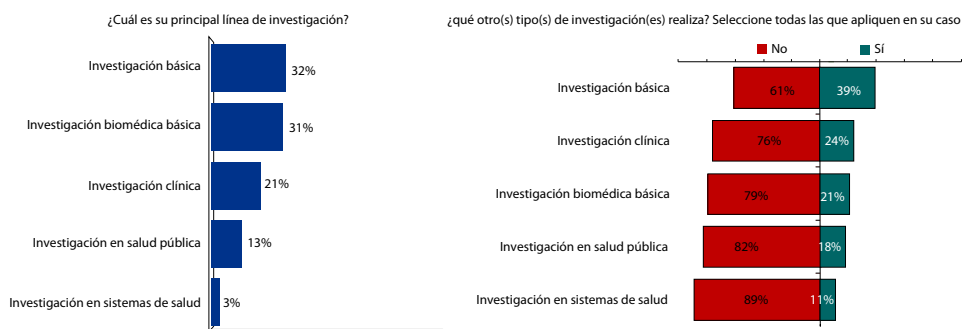 ¿Cuál es su principal línea de investigación?
Investigación básica
32%
Investigación biomédica básica
31%
Investigación clínica
21%
Investigación en salud pública
13%
Investigación en sistemas de salud
3%
¿qué otro(s) tipo(s) de investigación(es) realiza? Seleccione todas las que apliquen en su caso
No Sí
Investigación básica
61% 39%
Investigación clínica
76% 24%
Investigación biomédica básica
79% 21%
Investigación en salud pública
82% 18%
Investigación en sistemas de salud
89% 11%